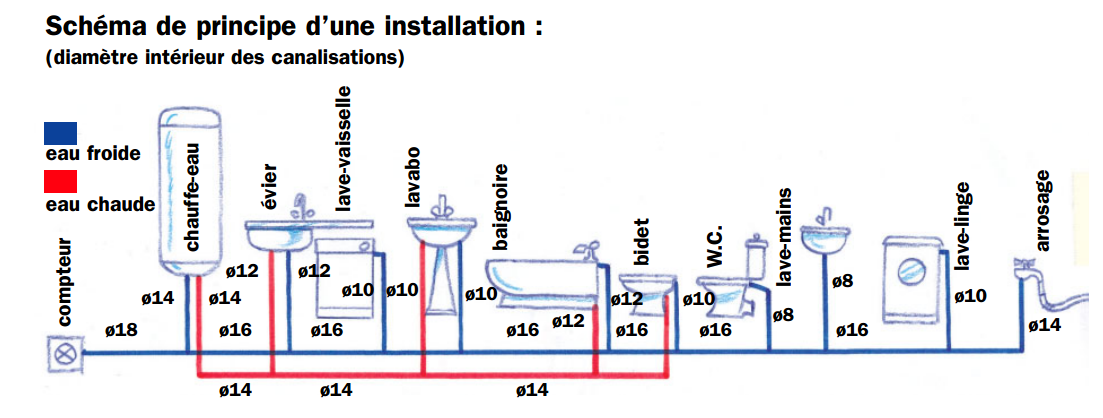 Schéma de principe d'une installation :
(diamètre intérieur des canalisations)
eau froide
eau chaude
compteur
chauffe-eau
évier
lave-vaisselle
lavabo
baignoire
bidet
W.C.
lave-mains
lave-linge
arrosage
ø12
ø12
ø14
ø14
ø10
ø10
ø10
ø12
ø10
ø8
ø8
ø10
ø18
ø16
ø16
ø16
ø12
ø16
ø16
ø16
ø14
ø14
ø14
ø14